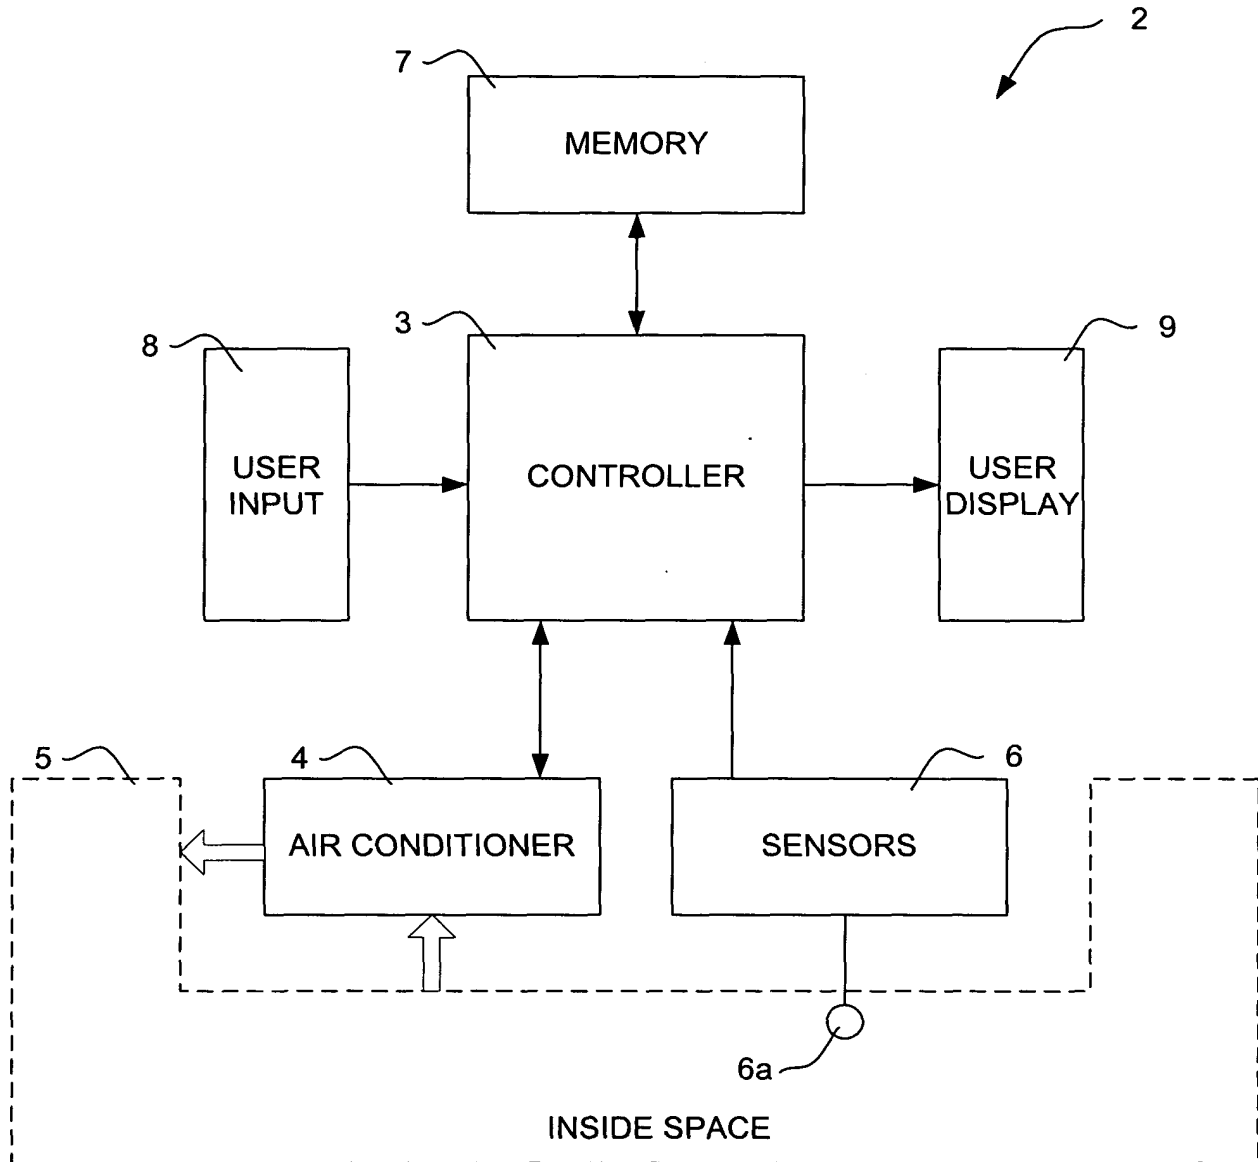 2
7
MEMORY
3
8
9
USER
INPUT
CONTROLLER
USER
DISPLAY
5
4
6
AIR CONDITIONER
SENSORS
6a
INSIDE SPACE